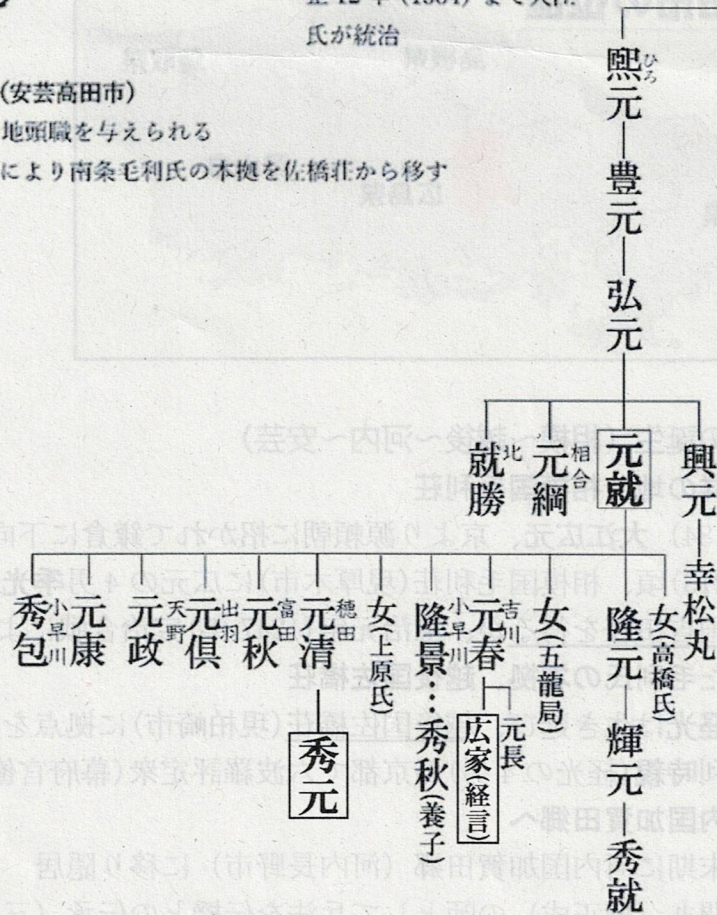 氏が統治
(安芸高田市)
地頭職を与えられる
により南条毛利氏の本拠を佐橋荘から移す
熙元
ひろ
豊元
弘元
興元
幸松丸
元就
相合
元綱
北
就勝
女(高橋氏)
隆元
輝元
秀就
女(五龍局)
吉川
元春
元長
広家(経言)
小早川
隆景
秋秀(養子)
女(上原氏)
穂田
元清
秀元
富田
元秋
出羽
元倶
天野
元政
元康
小早川
秀包